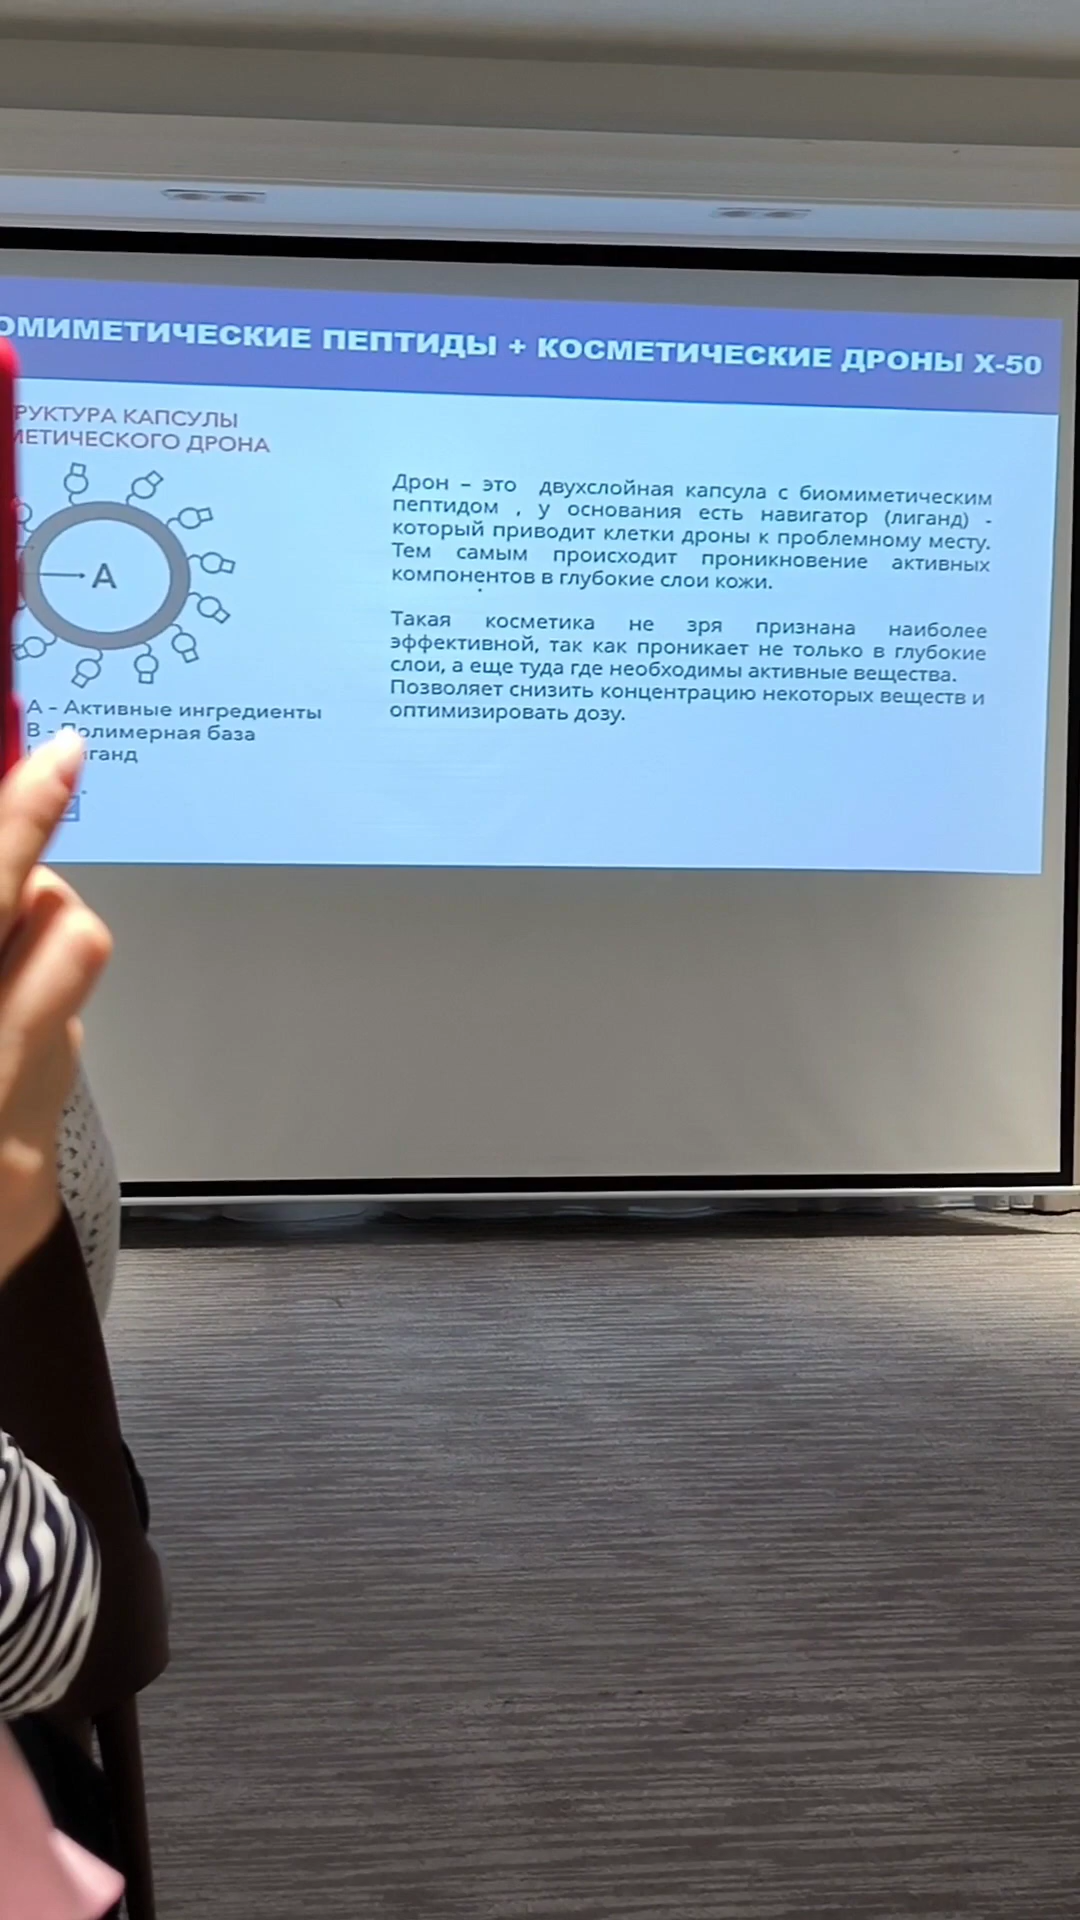 ОМИМЕТИЧЕСКИЕ ПЕПТИДЫ + КОСМЕТИЧЕСКИЕ ДРОНЫ Х-50
РУКТУРА КАПСУЛЫ
МЕТИЧЕСКОГО ДРОНА
А
А – Активные ингредиенты
В - Полимерная база
иганд
Дрон – это двухслойная капсула с биомиметическим
пептидом , у основания есть навигатор (лиганд) -
который приводит клетки дроны к проблемному месту.
Тем самым происходит проникновение активных
компонентов в глубокие слои кожи.
Такая косметика не зря признана наиболее
эффективной, так как проникает не только в глубокие
слои, а еще туда где необходимы активные вещества.
Позволяет снизить концентрацию некоторых веществ и
оптимизировать дозу.